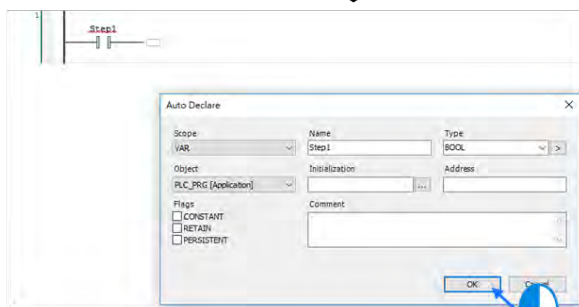 1
Step1
Auto Declare
Scope Name Type
VAR Step1 BOOL >
Object Initialization Address
PLC_PRG [Application] ...
Flags Comment
CONSTANT
RETAIN
PERSISTENT
OK